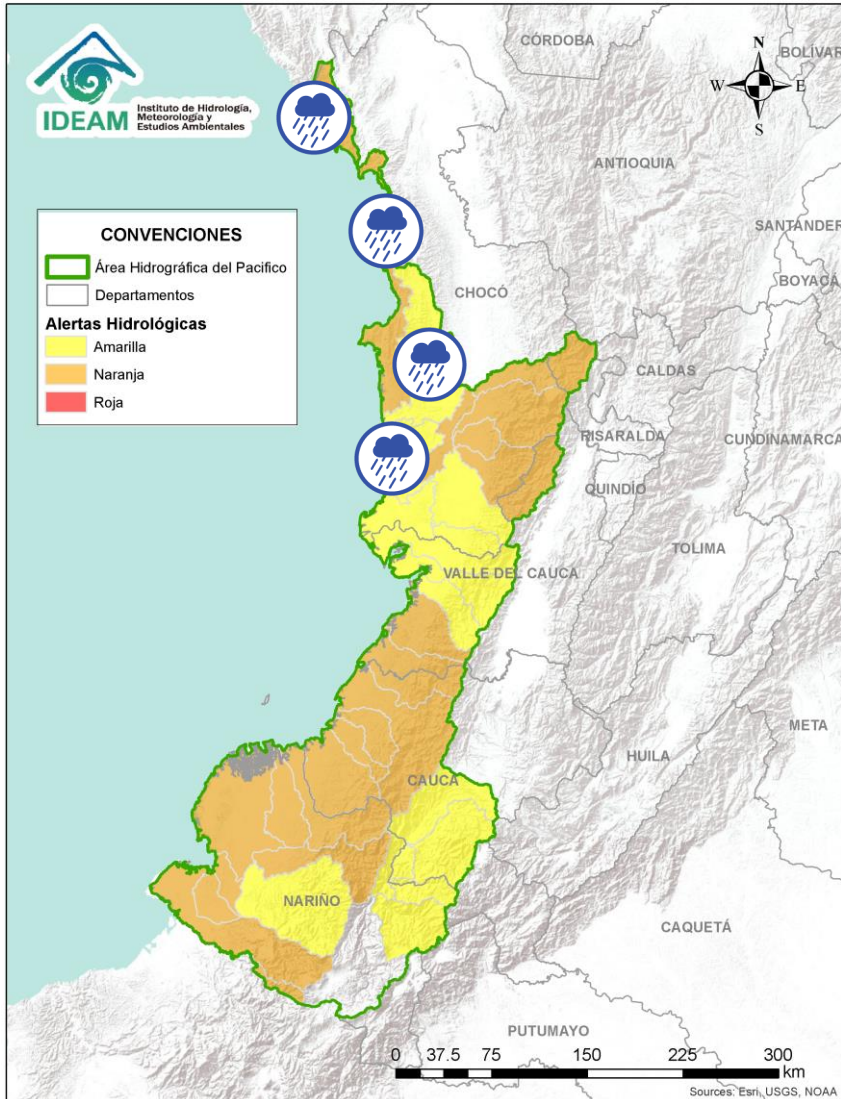 IDEAM
Instituto de Hidrología,
Meteorología y
Estudios Ambientales
CÓRDOBA
BOLÍVAR
N
W
E
S
ANTIOQUIA
SANTANDER
BOYACÁ
CONVENCIONES
Área Hidrográfica del Pacifico
Departamentos
Alertas Hidrológicas
Amarilla
Naranja
Roja
CHOCÓ
CALDAS
RISARALDA
CUNDINAMARCA
QUINDÍO
TOLIMA
VALLE DEL CAUCA
META
HUILA
CAUCA
NARIÑO
CAQUETÁ
PUTUMAYO
0 37.5 75 150 225 300
km
Sources: Esri, USGS, NOAA